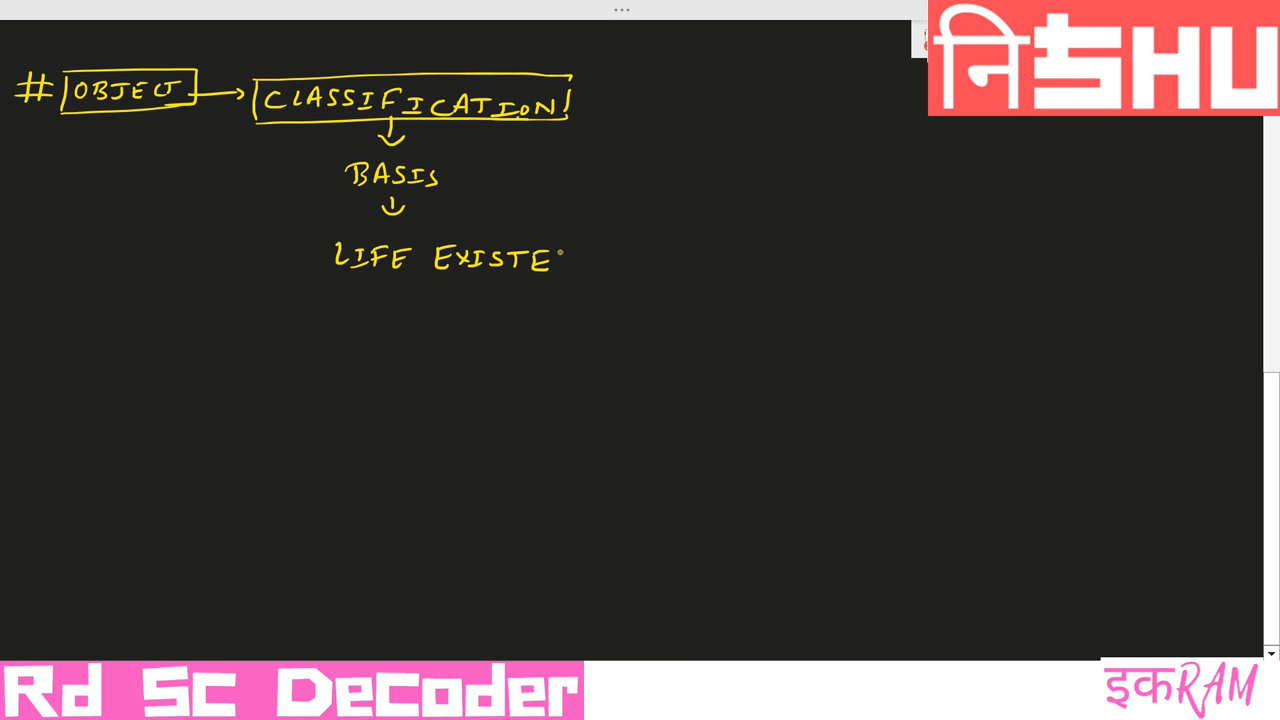 ...
निSHU
# OBJECT → CLASSIFICATION
BASIS
LIFE EXISTE
Rd Sc Decoder
इकRAM